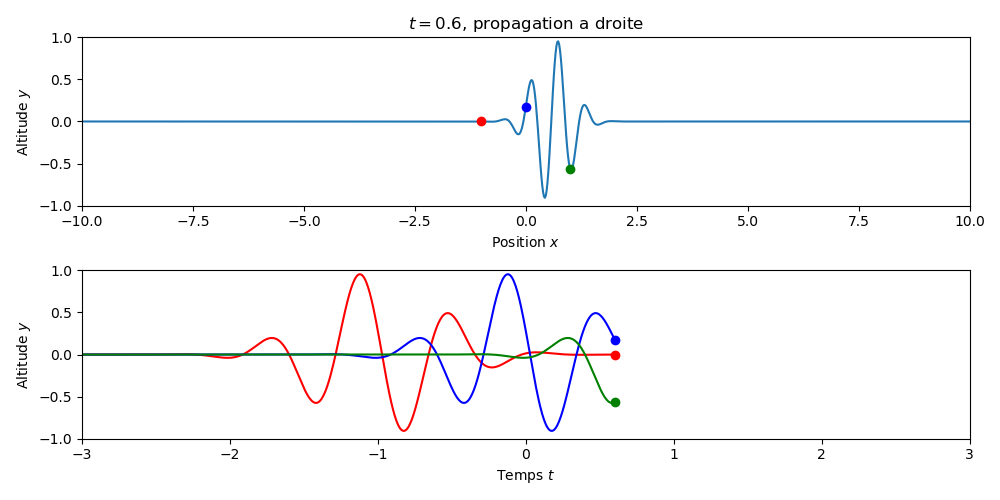 t = 0.6, propagation a droite
1.0
0.5
0.0
−0.5
−1.0
Altitude y
−10.0 −7.5 −5.0 −2.5 0.0 2.5 5.0 7.5 10.0
Position x
1.0
0.5
0.0
−0.5
−1.0
Altitude y
−3 −2 −1 0 1 2 3
Temps t